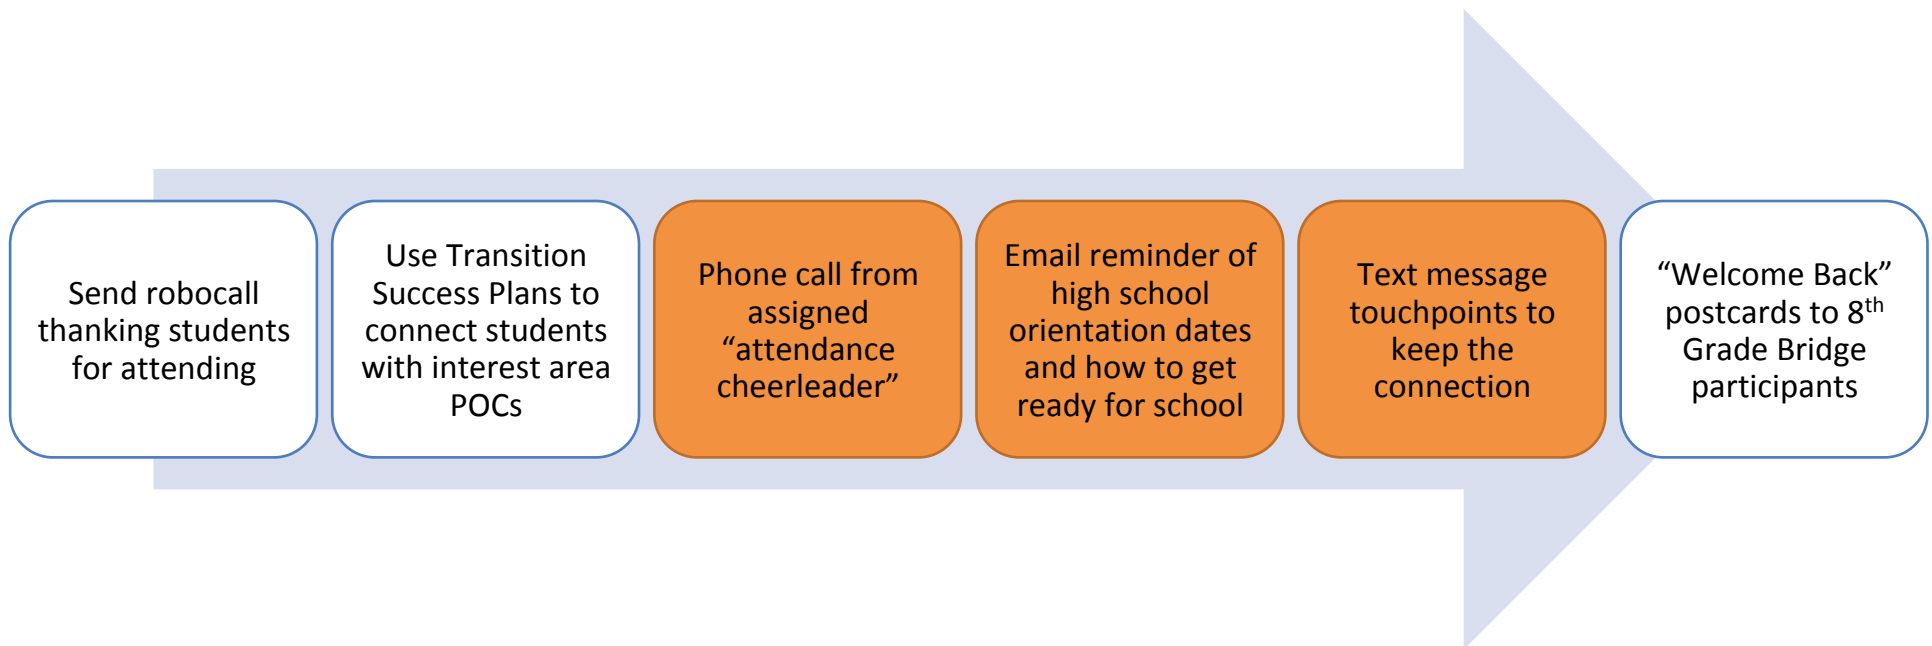 Send robocall
thanking students
for attending
Use Transition
Success Plans to
connect students
with interest area
POCs
Phone call from
assigned
“attendance
cheerleader”
Email reminder of
high school
orientation dates
and how to get
ready for school
Text message
touchpoints to
keep the
connection
“Welcome Back”
postcards to 8th
Grade Bridge
participants